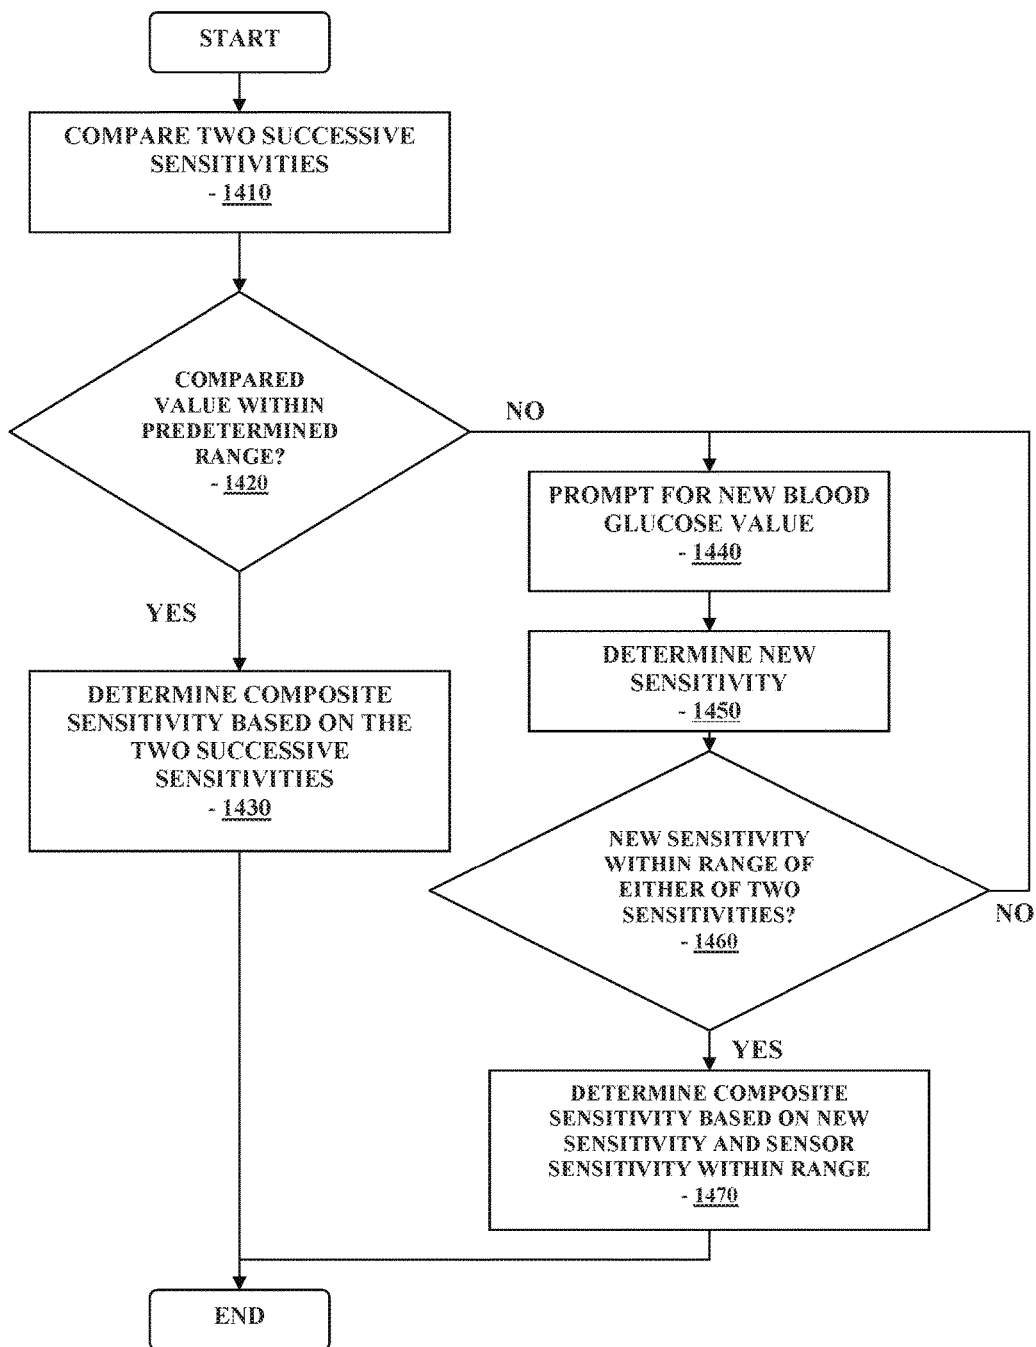 START
COMPARE TWO SUCCESSIVE
SENSITIVITIES
- 1410
COMPARED
VALUE WITHIN
PREDETERMINED
RANGE?
- 1420
NO
YES
PROMPT FOR NEW BLOOD
GLUCOSE VALUE
- 1440
DETERMINE NEW
SENSITIVITY
- 1450
DETERMINE COMPOSITE
SENSITIVITY BASED ON THE
TWO SUCCESSIVE
SENSITIVITIES
- 1430
NEW SENSITIVITY
WITHIN RANGE OF
EITHER OF TWO
SENSITIVITIES?
- 1460
NO
YES
DETERMINE COMPOSITE
SENSITIVITY BASED ON NEW
SENSITIVITY AND SENSOR
SENSITIVITY WITHIN RANGE
- 1470
END